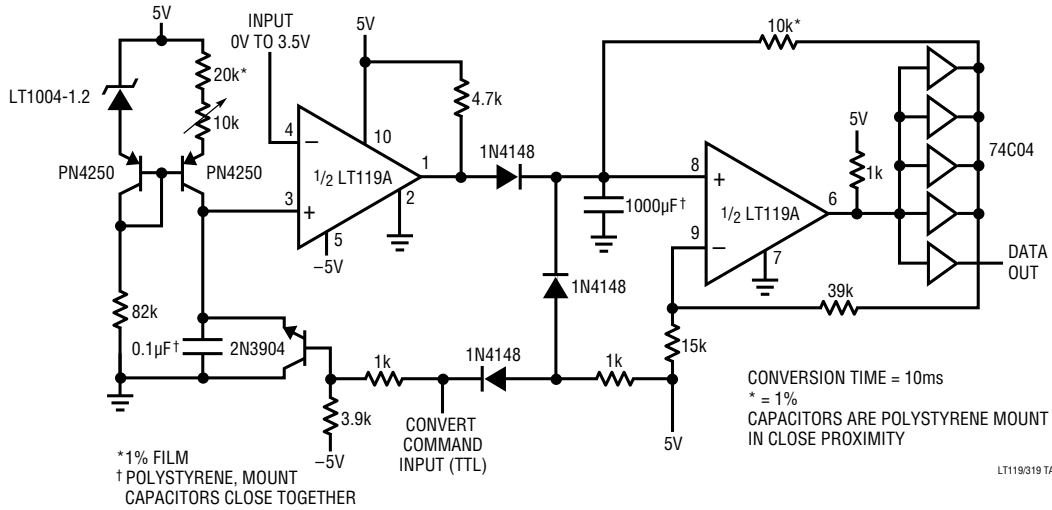 5V
INPUT
0V TO 3.5V
5V
10k*
20k*
LT1004-1.2
10k
4.7k
5V
4
–
10
1
1N4148
8
+
74C04
PN4250
PN4250
1k
1/2 LT119A
2
1000µF†
1/2 LT119A
6
3
+
9
–
5
–5V
7
DATA
OUT
1N4148
39k
82k
0.1µF†
2N3904
1k
1N4148
1k
15k
3.9k
–5V
CONVERT
COMMAND
INPUT (TTL)
5V
CONVERSION TIME = 10ms
* = 1%
CAPACITORS ARE POLYSTYRENE MOUNT
IN CLOSE PROXIMITY
*1% FILM
† POLYSTYRENE, MOUNT
CAPACITORS CLOSE TOGETHER
LT119/319 TA